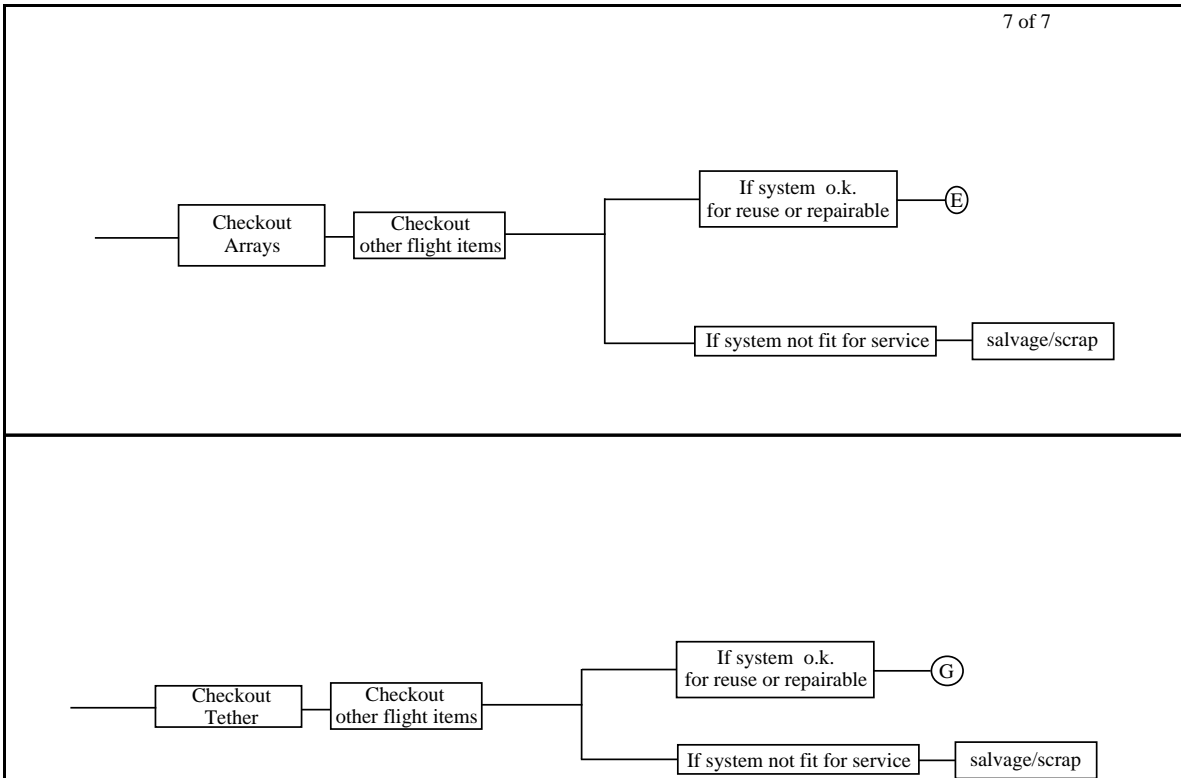 7 of 7
Checkout
Arrays
Checkout
other flight items
If system o.k.
for reuse or repairable
E
If system not fit for service
salvage/scrap
Checkout
Tether
Checkout
other flight items
If system o.k.
for reuse or repairable
G
If system not fit for service
salvage/scrap